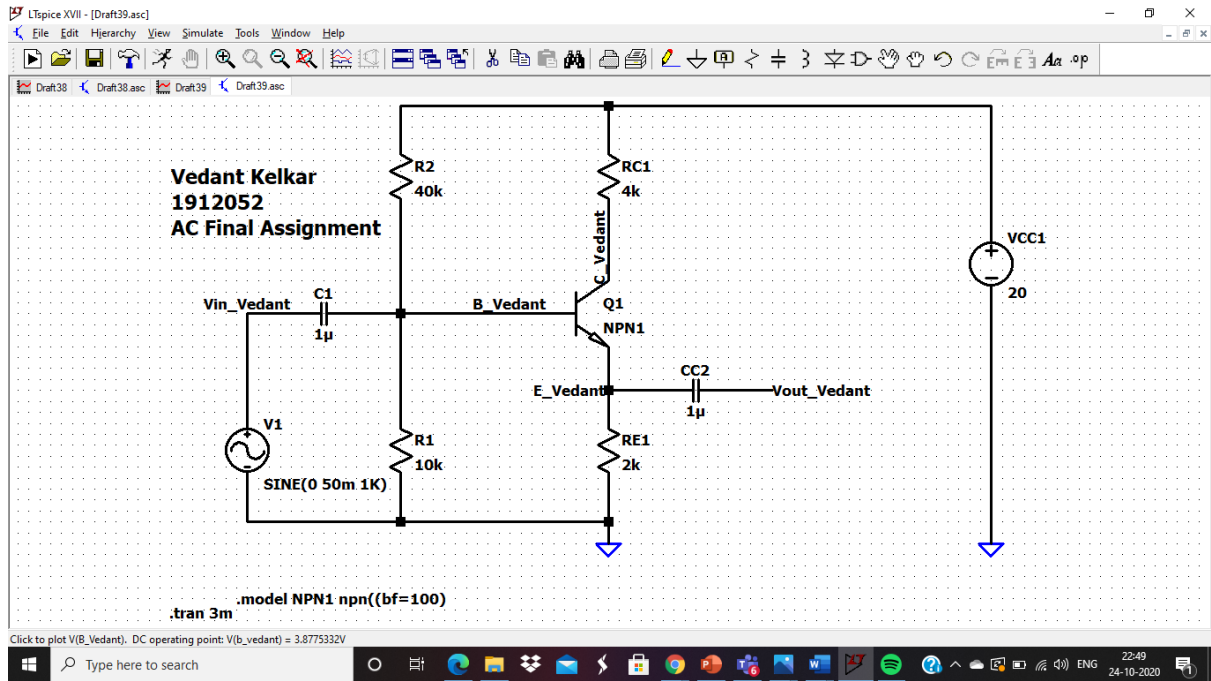 LTspice XVII - [Draft39.asc]
File Edit Hierarchy View Simulate Tools Window Help
Draft38 Draft38.asc Draft39 Draft39.asc
Vedant Kelkar
1912052
AC Final Assignment
R2
40k
RC1
4k
C_Vedant
VCC1
20
Vin_Vedant
C1
1µ
B_Vedant
Q1
NPN1
E_Vedant
CC2
1µ
Vout_Vedant
V1
SINE(0 50m 1K)
R1
10k
RE1
2k
.model NPN1 npn((bf=100)
.tran 3m
Click to plot V(B_Vedant). DC operating point: V(b_vedant) = 3.8775332V
Type here to search
ENG
22:49
24-10-2020